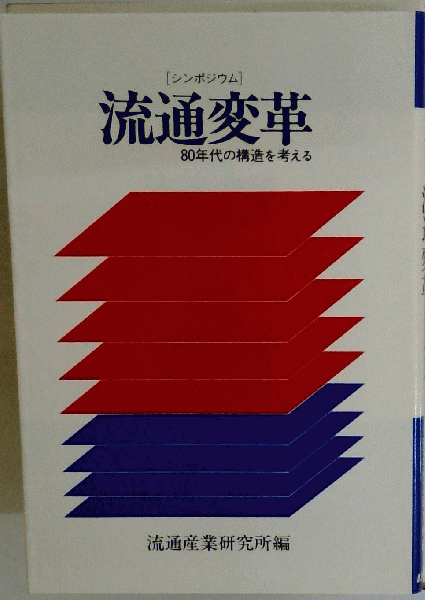 [シンポジウム]
流通変革
80年代の構造を考える
流通産業研究所編